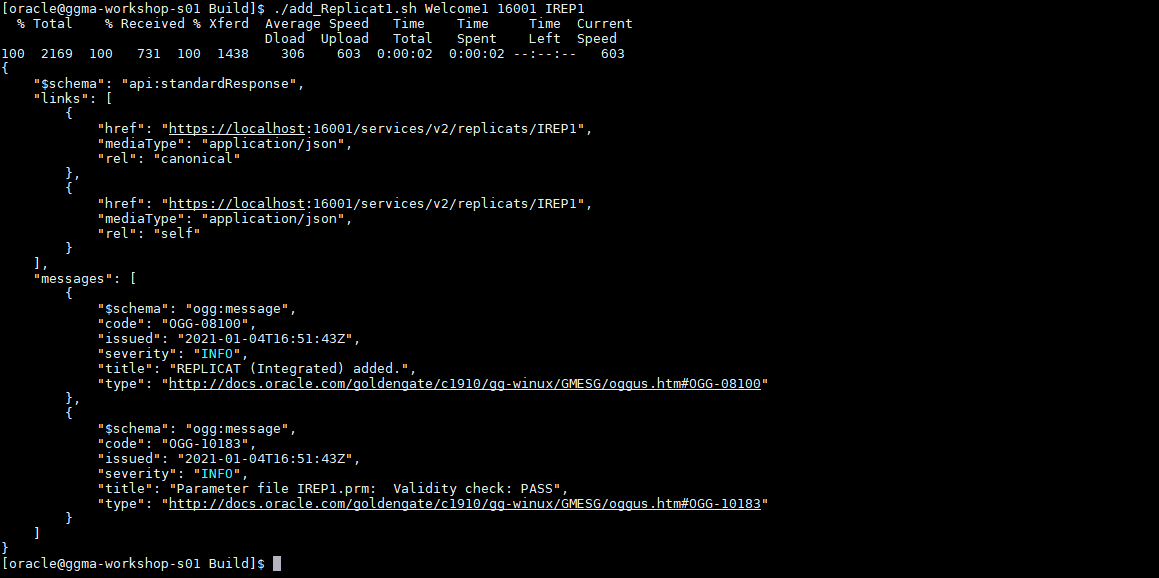 [oracle@ggma-workshop-s01 Build]$ ./add_Replicat1.sh Welcome1 16001 IREP1
  % Total    % Received % Xferd  Average Speed   Time    Time     Time  Current
                                 Dload  Upload   Total   Spent    Left  Speed
100  2169  100   731  100  1438    306    603  0:00:02  0:00:02 --:--:--   603
{
    "$schema": "api:standardResponse",
    "links": [
        {
            "href": "https://localhost:16001/services/v2/replicats/IREP1",
            "mediaType": "application/json",
            "rel": "canonical"
        },
        {
            "href": "https://localhost:16001/services/v2/replicats/IREP1",
            "mediaType": "application/json",
            "rel": "self"
        }
    ],
    "messages": [
        {
            "$schema": "ogg:message",
            "code": "OGG-08100",
            "issued": "2021-01-04T16:51:43Z",
            "severity": "INFO",
            "title": "REPLICAT (Integrated) added.",
            "type": "http://docs.oracle.com/goldengate/c1910/gg-winux/GMESG/oggus.htm#OGG-08100"
        },
        {
            "$schema": "ogg:message",
            "code": "OGG-10183",
            "issued": "2021-01-04T16:51:43Z",
            "severity": "INFO",
            "title": "Parameter file IREP1.prm:  Validity check: PASS",
            "type": "http://docs.oracle.com/goldengate/c1910/gg-winux/GMESG/oggus.htm#OGG-10183"
        }
    ]
}
[oracle@ggma-workshop-s01 Build]$